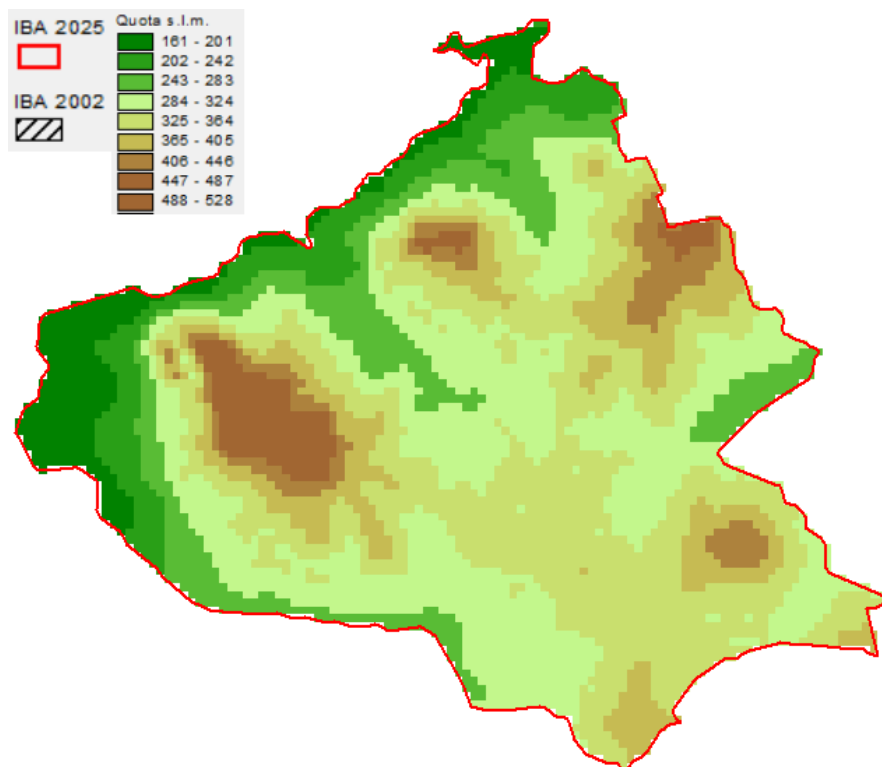 IBA 2025
IBA 2002
Quota s.l.m.
161 - 201
202 - 242
243 - 283
284 - 324
325 - 364
365 - 405
406 - 446
447 - 487
488 - 528